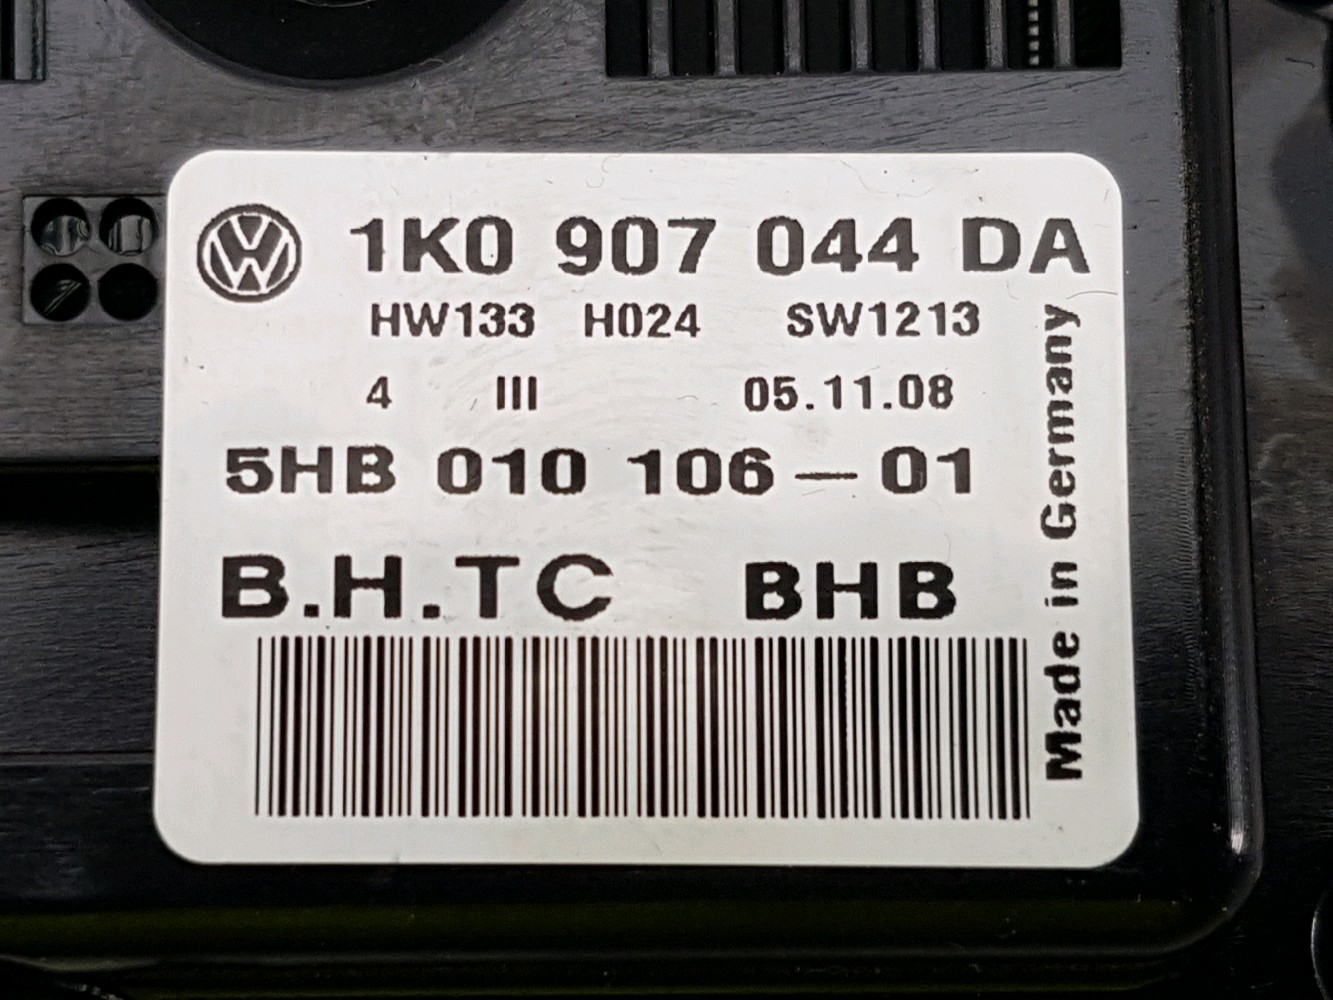 1K0 907 044 DA
HW133 H024 SW1213
4 III 05.11.08
5HB 010 106-01
B.H.TC BHB
Made in Germany